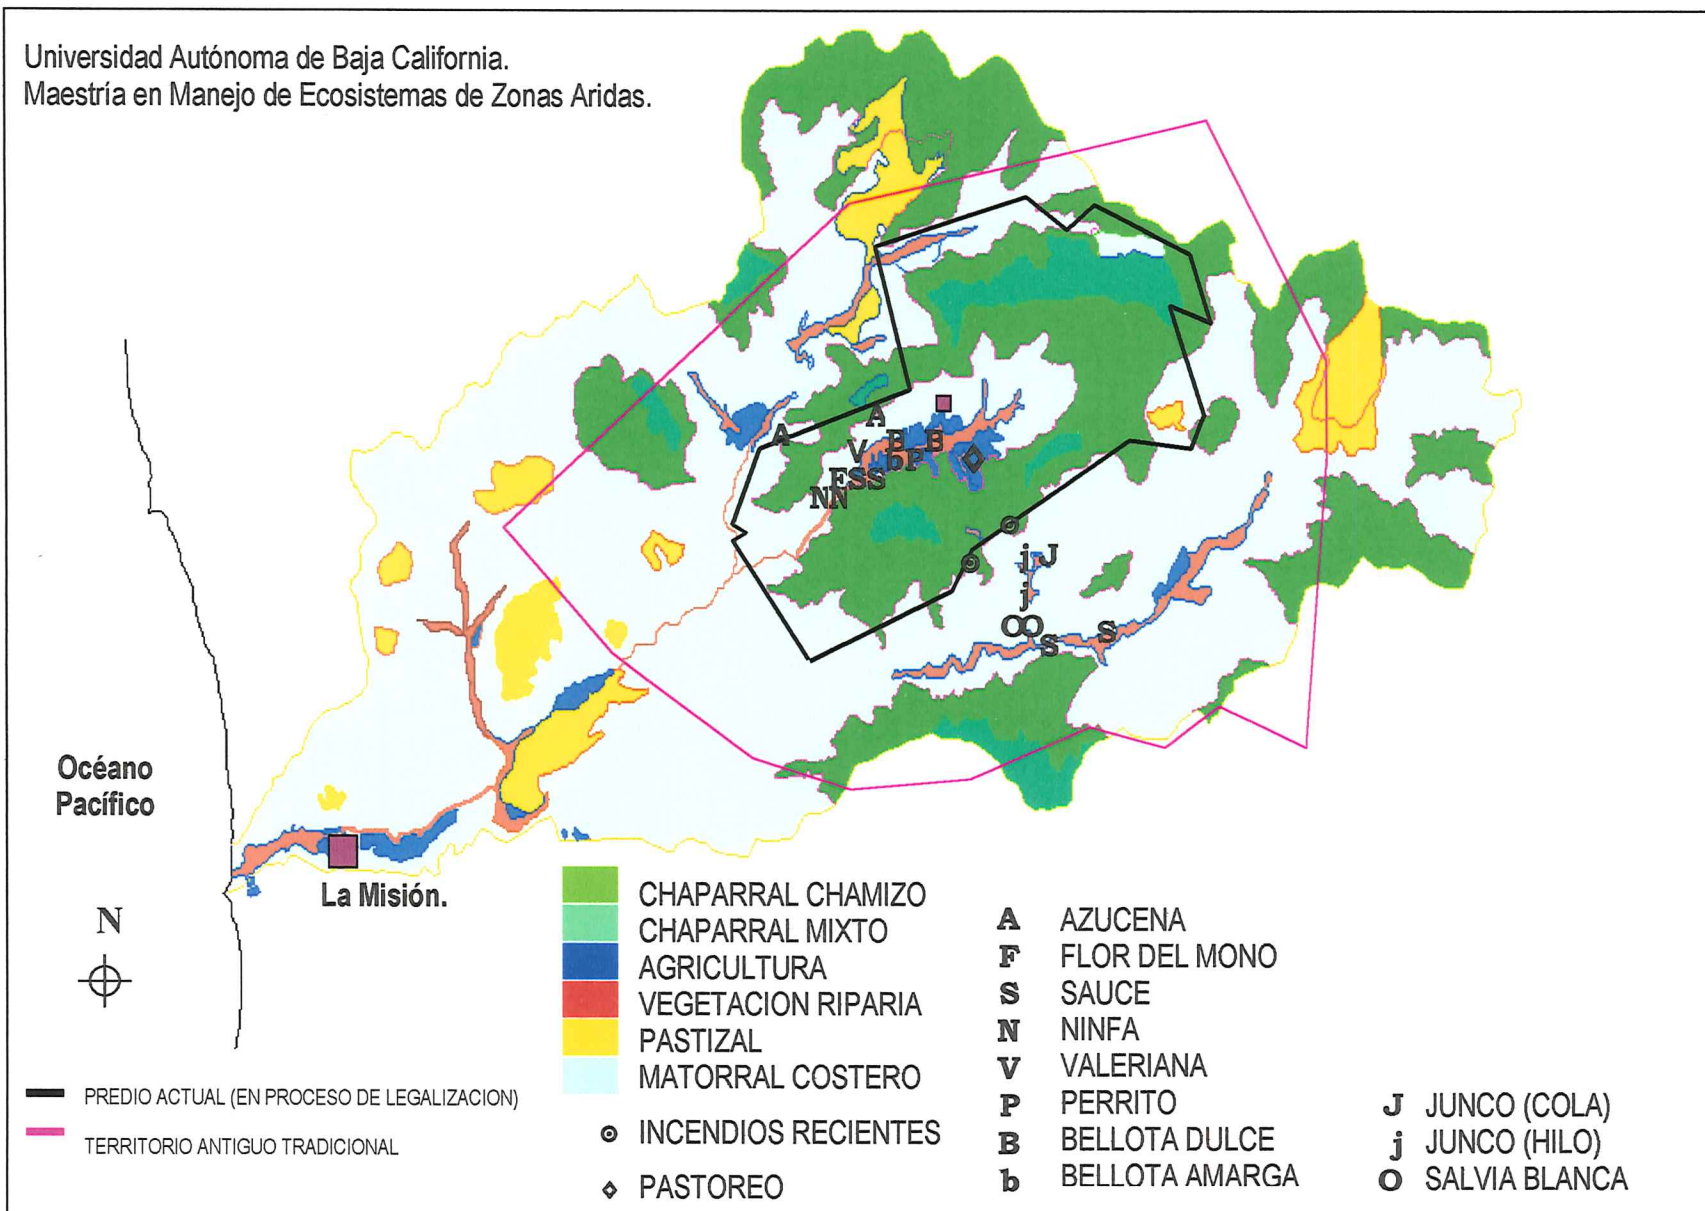 Universidad Autónoma de Baja California.
Maestría en Manejo de Ecosistemas de Zonas Aridas.
A
A
B
B
V
b
P
F
S
S
N
N
j
J
j
O
O
S
S
Océano
Pacífico
La Misión.
N
PREDIO ACTUAL (EN PROCESO DE LEGALIZACION)
TERRITORIO ANTIGUO TRADICIONAL
CHAPARRAL CHAMIZO
CHAPARRAL MIXTO
AGRICULTURA
VEGETACION RIPARIA
PASTIZAL
MATORRAL COSTERO
INCENDIOS RECIENTES
PASTOREO
A AZUCENA
F FLOR DEL MONO
S SAUCE
N NINFA
V VALERIANA
P PERRITO
B BELLOTA DULCE
b BELLOTA AMARGA
J JUNCO (COLA)
j JUNCO (HILO)
O SALVIA BLANCA